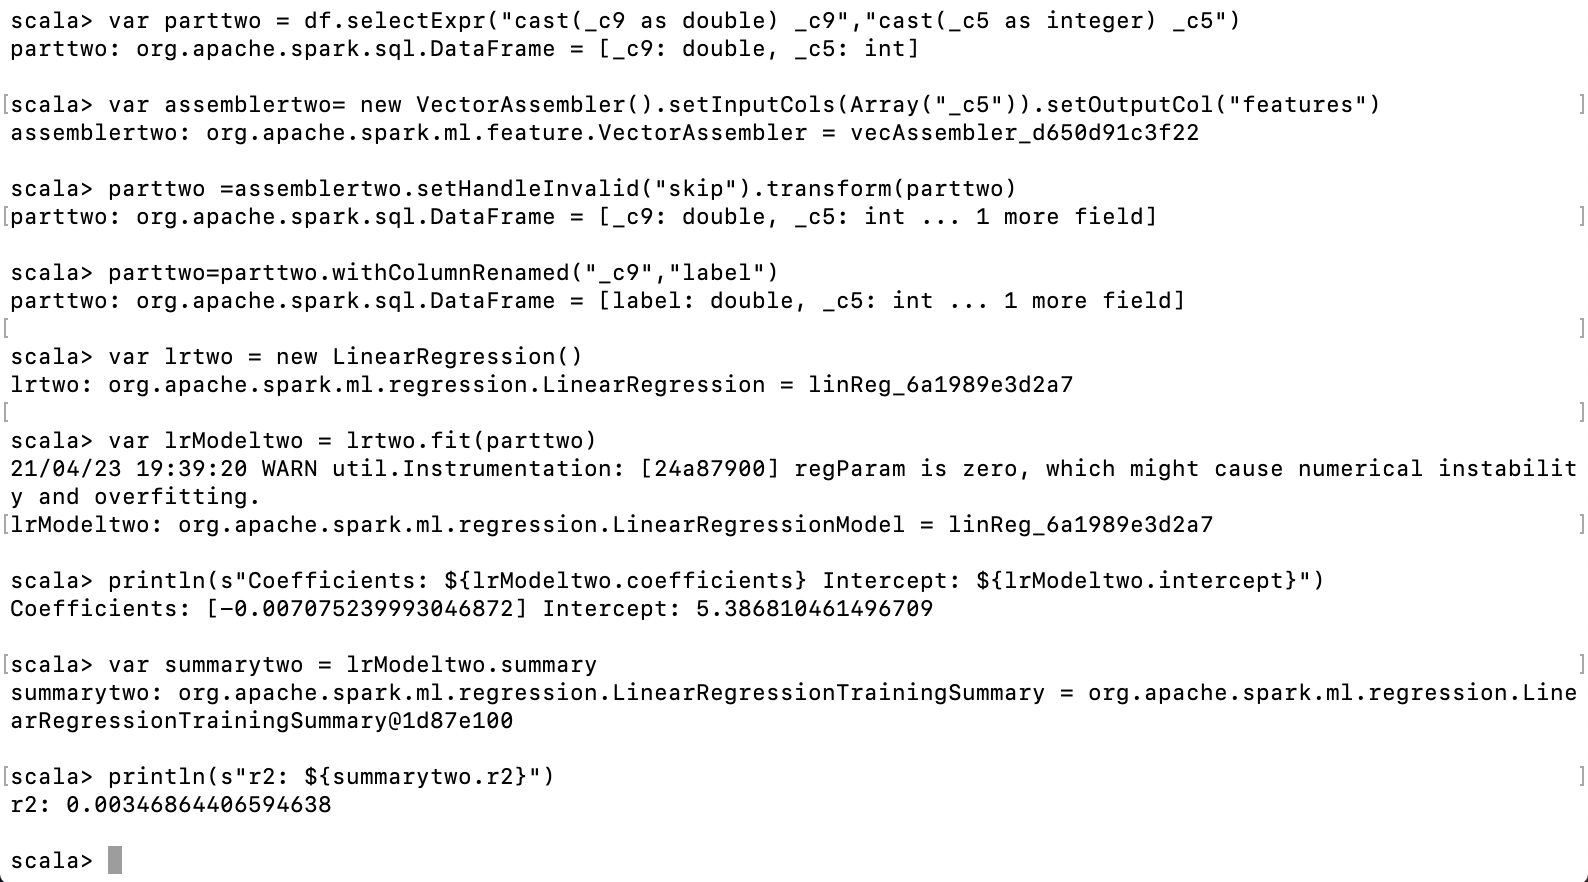 scala> var parttwo = df.selectExpr("cast(_c9 as double) _c9","cast(_c5 as integer) _c5")
parttwo: org.apache.spark.sql.DataFrame = [_c9: double, _c5: int]
[scala> var assemblertwo= new VectorAssembler().setInputCols(Array("_c5")).setOutputCol("features") ]
assemblertwo: org.apache.spark.ml.feature.VectorAssembler = vecAssembler_d650d91c3f22
scala> parttwo =assemblertwo.setHandleInvalid("skip").transform(parttwo)
[parttwo: org.apache.spark.sql.DataFrame = [_c9: double, _c5: int ... 1 more field] ]
scala> parttwo=parttwo.withColumnRenamed("_c9","label")
parttwo: org.apache.spark.sql.DataFrame = [label: double, _c5: int ... 1 more field]
[ ]
scala> var lrtwo = new LinearRegression()
lrtwo: org.apache.spark.ml.regression.LinearRegression = linReg_6a1989e3d2a7
[ ]
scala> var lrModeltwo = lrtwo.fit(parttwo)
21/04/23 19:39:20 WARN util.Instrumentation: [24a87900] regParam is zero, which might cause numerical instabilit
y and overfitting.
[lrModeltwo: org.apache.spark.ml.regression.LinearRegressionModel = linReg_6a1989e3d2a7 ]
scala> println(s"Coefficients: ${lrModeltwo.coefficients} Intercept: ${lrModeltwo.intercept}")
Coefficients: [-0.007075239993046872] Intercept: 5.386810461496709
[scala> var summarytwo = lrModeltwo.summary ]
summarytwo: org.apache.spark.ml.regression.LinearRegressionTrainingSummary = org.apache.spark.ml.regression.Line
arRegressionTrainingSummary@1d87e100
[scala> println(s"r2: ${summarytwo.r2}") ]
r2: 0.00346864406594638
scala>